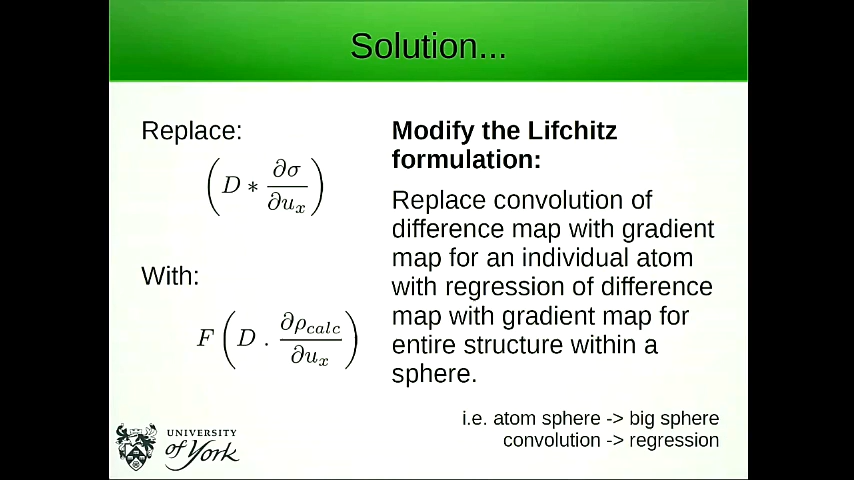 Solution...
Replace:
(D * ∂σ/∂u_x)
With:
F (D . ∂ρ_calc/∂u_x)
Modify the Lifchitz
formulation:
Replace convolution of
difference map with gradient
map for an individual atom
with regression of difference
map with gradient map for
entire structure within a
sphere.
i.e. atom sphere -> big sphere
convolution -> regression
UNIVERSITY
of York